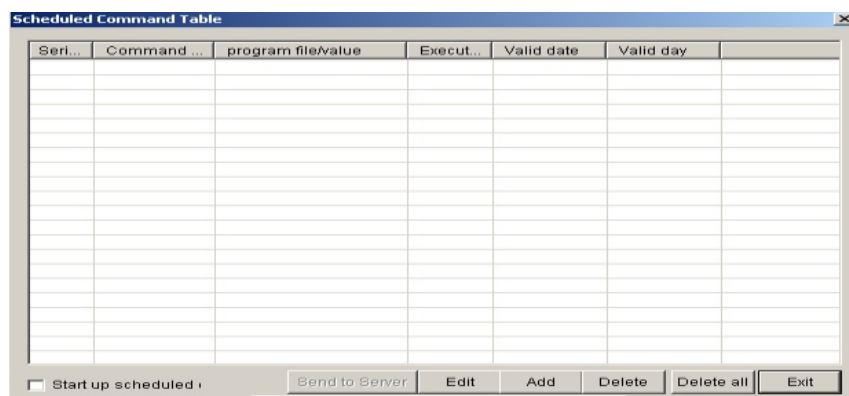 Scheduled Command Table
Seri... Command ... program file/value Execut... Valid date Valid day
Start up scheduled
Send to Server Edit Add Delete Delete all Exit